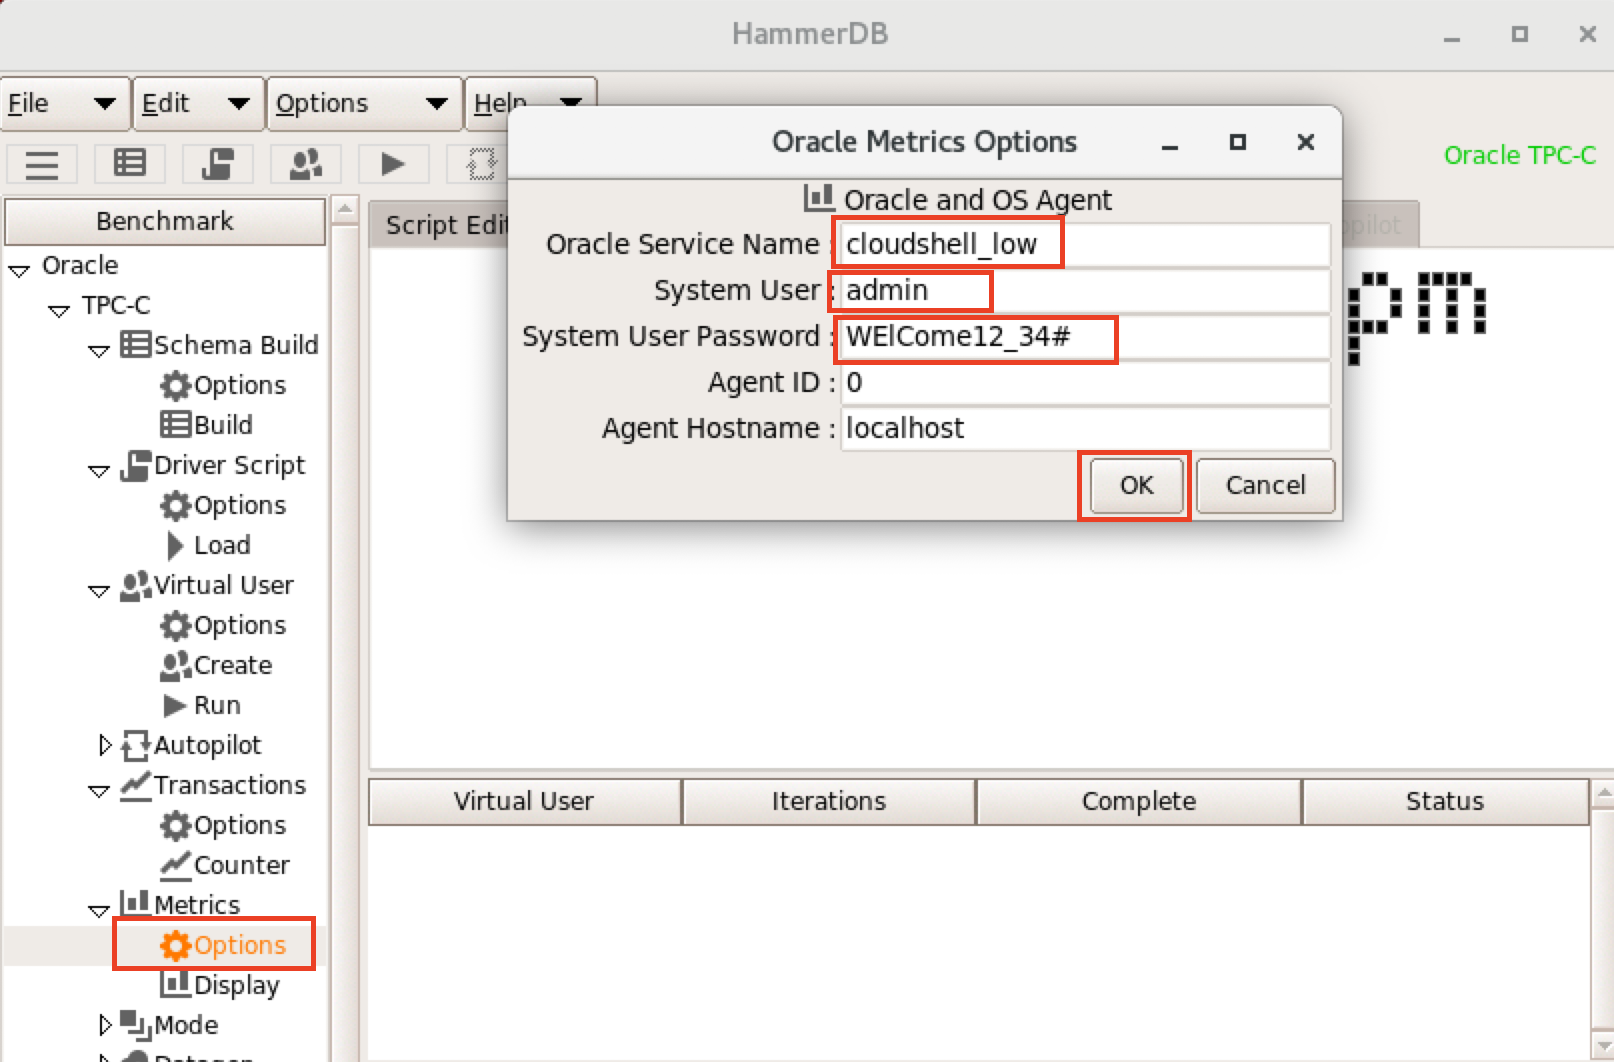 HammerDB
File Edit Options Help
Oracle TPC-C
Oracle Metrics Options
Oracle and OS Agent
Oracle Service Name : cloudshell_low
System User : admin
System User Password : WElCome12_34#
Agent ID : 0
Agent Hostname : localhost
OK Cancel
Benchmark
Oracle
TPC-C
Schema Build
Options
Build
Driver Script
Options
Load
Virtual User
Options
Create
Run
Autopilot
Transactions
Options
Counter
Metrics
Options
Display
Mode
Script Edit
pilot
pm
Virtual User Iterations Complete Status